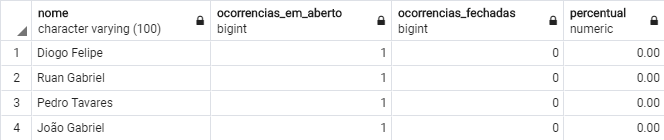 nome ocorrencias_em_aberto ocorrencias_fechadas percentual
character varying (100) bigint bigint numeric
1 Diogo Felipe 1 0 0.00
2 Ruan Gabriel 1 0 0.00
3 Pedro Tavares 1 0 0.00
4 João Gabriel 1 0 0.00